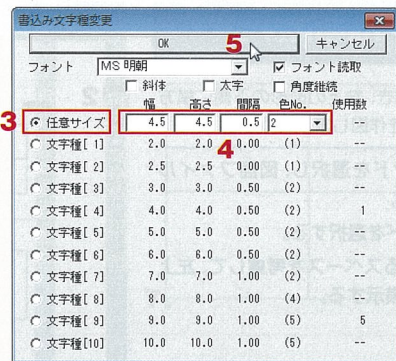 書込み文字種変更
OK 5 キャンセル
フォント MS 明朝 フォント読取
斜体 太字 角度継続
幅 高さ 間隔 色No. 使用数
3 任意サイズ 4.5 4.5 0.5 2 --
文字種[ 1] 2.0 2.0 0.00 (1) --
4
文字種[ 2] 2.5 2.5 0.00 (1) --
文字種[ 3] 3.0 3.0 0.50 (2) --
文字種[ 4] 4.0 4.0 0.50 (2) 1
文字種[ 5] 5.0 5.0 0.50 (2) --
文字種[ 6] 6.0 6.0 0.50 (2) --
文字種[ 7] 7.0 7.0 1.00 (2) --
文字種[ 8] 8.0 8.0 1.00 (4) --
文字種[ 9] 9.0 9.0 1.00 (5) 5
文字種[10] 10.0 10.0 1.00 (5) --